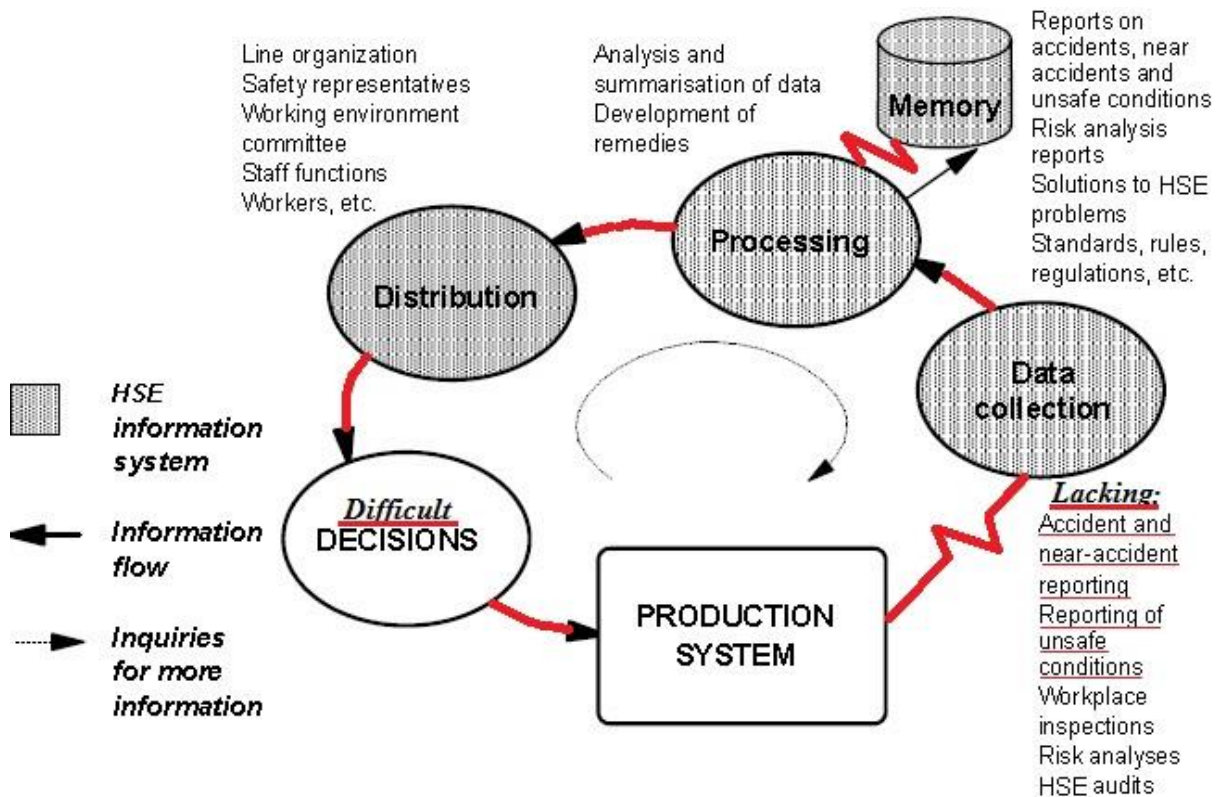 Line organization
Safety representatives
Working environment
committee
Staff functions
Workers, etc.
Analysis and
summarisation of data
Development of
remedies
Memory
Reports on
accidents, near
accidents and
unsafe conditions
Risk analysis
reports
Solutions to HSE
problems
Standards, rules,
regulations, etc.
Processing
Distribution
Data
collection
HSE
information
system
Information
flow
Inquiries
for more
information
Difficult
DECISIONS
PRODUCTION
SYSTEM
Lacking:
Accident and
near-accident
reporting
Reporting of
unsafe
conditions
Workplace
inspections
Risk analyses
HSE audits